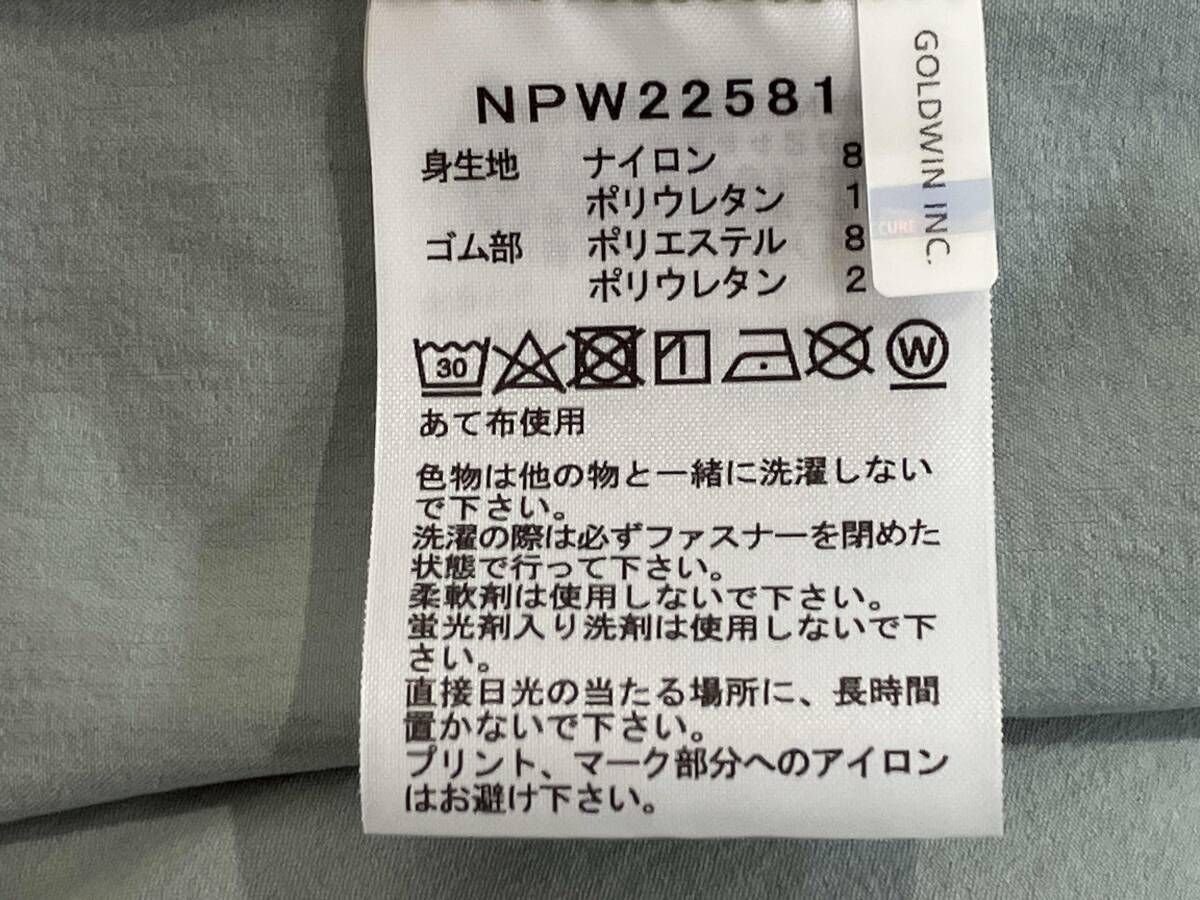 NPW22581
身生地 ナイロン 8
ポリウレタン 1
ゴム部 ポリエステル 8
ポリウレタン 2
30
W
あて布使用
色物は他の物と一緒に洗濯しない
で下さい。
洗濯の際は必ずファスナーを閉めた
状態で行って下さい。
柔軟剤は使用しないで下さい。
蛍光剤入り洗剤は使用しないで下
さい。
直接日光の当たる場所に、長時間
置かないで下さい。
プリント、マーク部分へのアイロン
はお避け下さい。
GOLDWIN INC.
CURE